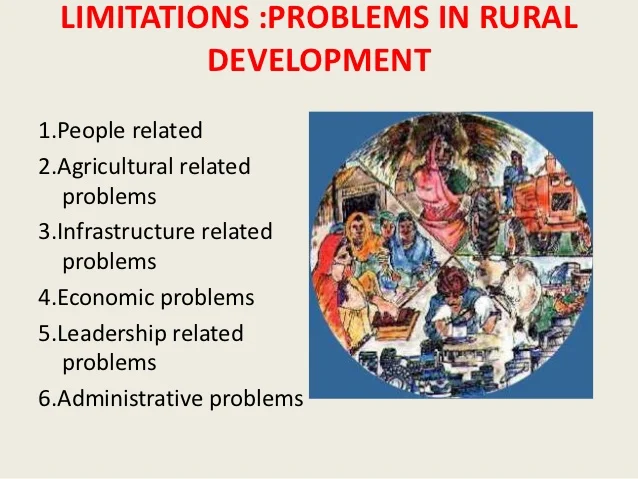 LIMITATIONS :PROBLEMS IN RURAL
DEVELOPMENT
1.People related
2.Agricultural related
problems
3.Infrastructure related
problems
4.Economic problems
5.Leadership related
problems
6.Administrative problems